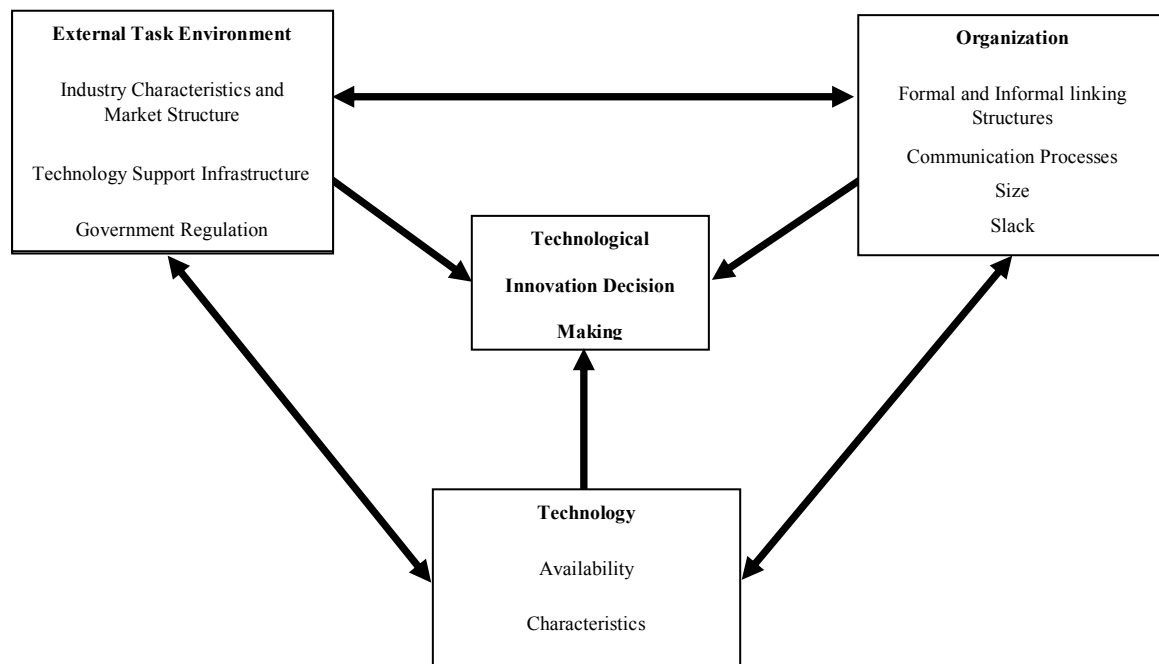 External Task Environment
Industry Characteristics and
Market Structure
Technology Support Infrastructure
Government Regulation
Organization
Formal and Informal linking
Structures
Communication Processes
Size
Slack
Technological
Innovation Decision
Making
Technology
Availability
Characteristics